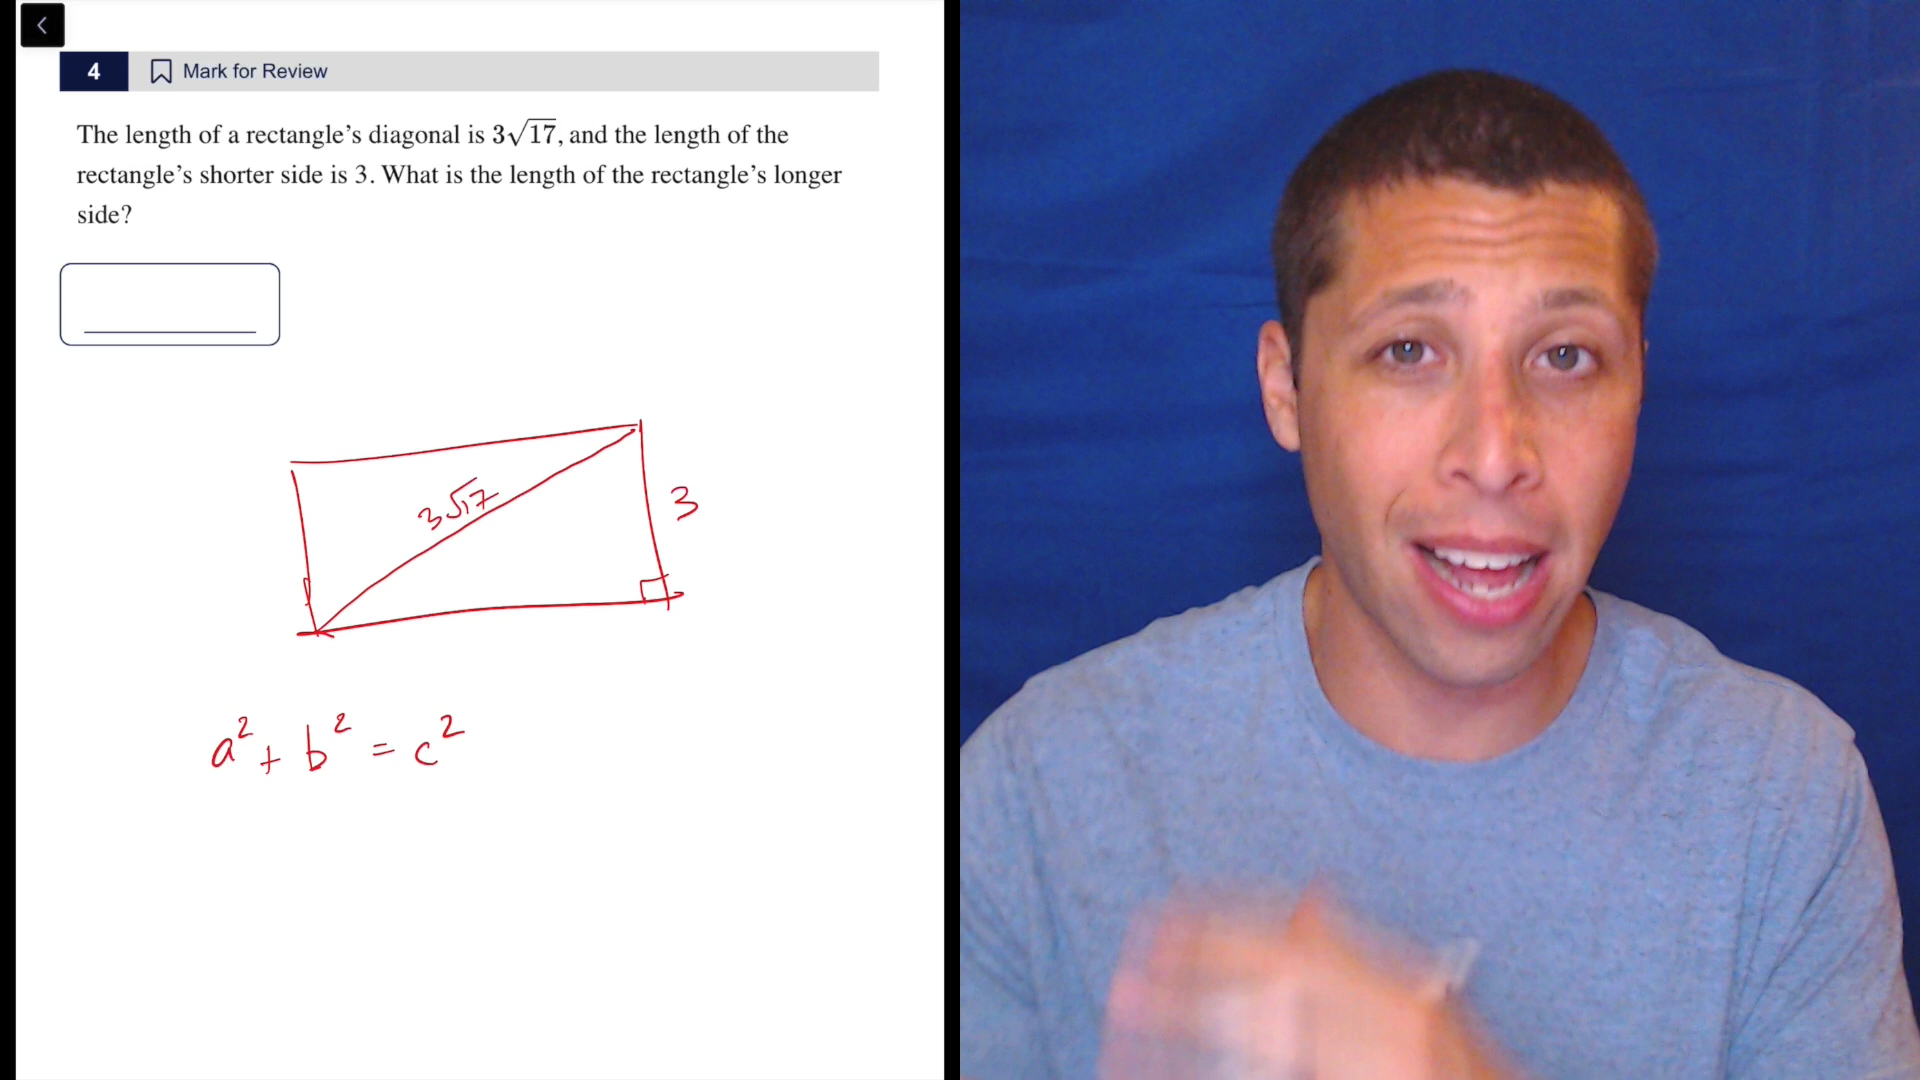 4 Mark for Review
The length of a rectangle’s diagonal is 3√17, and the length of the
rectangle’s shorter side is 3. What is the length of the rectangle’s longer
side?
3√17
3
a² + b² = c²